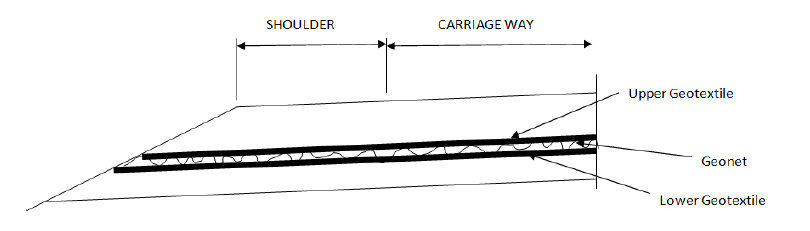 SHOULDER
CARRIAGE WAY
Upper Geotextile
Geonet
Lower Geotextile